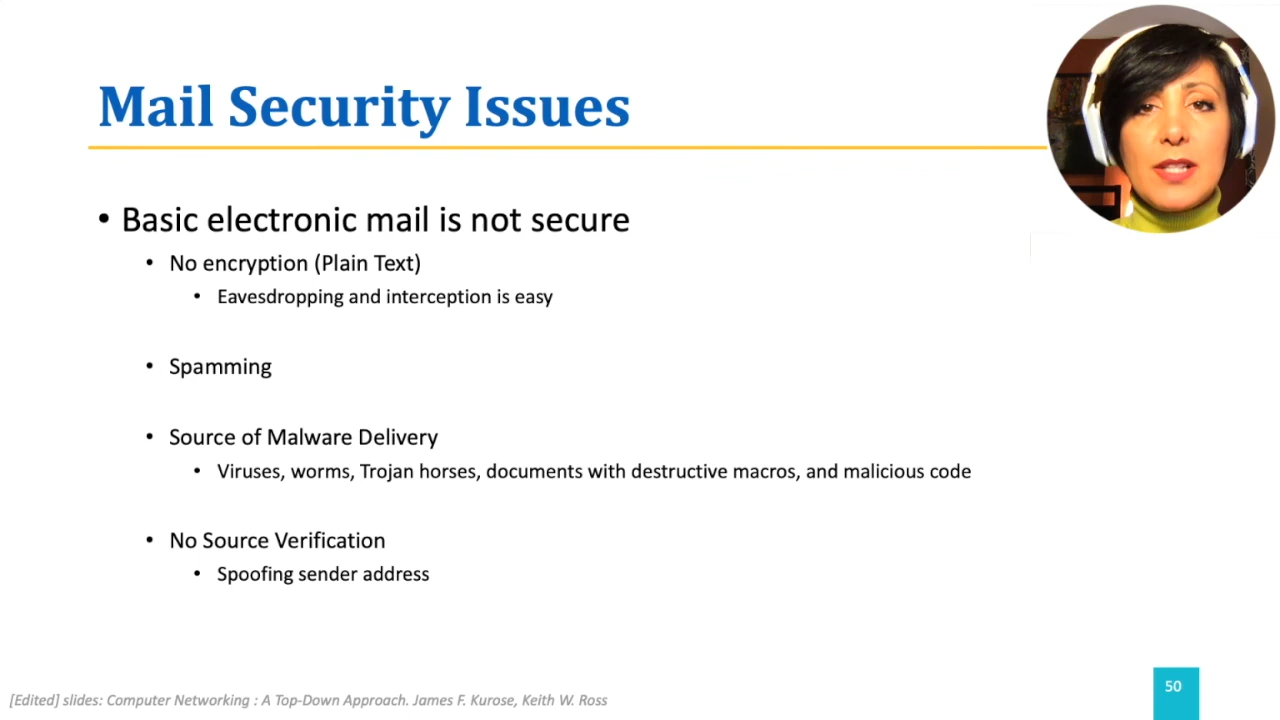 Mail Security Issues
• Basic electronic mail is not secure
• No encryption (Plain Text)
• Eavesdropping and interception is easy
• Spamming
• Source of Malware Delivery
• Viruses, worms, Trojan horses, documents with destructive macros, and malicious code
• No Source Verification
• Spoofing sender address
[Edited] slides: Computer Networking : A Top-Down Approach. James F. Kurose, Keith W. Ross
50